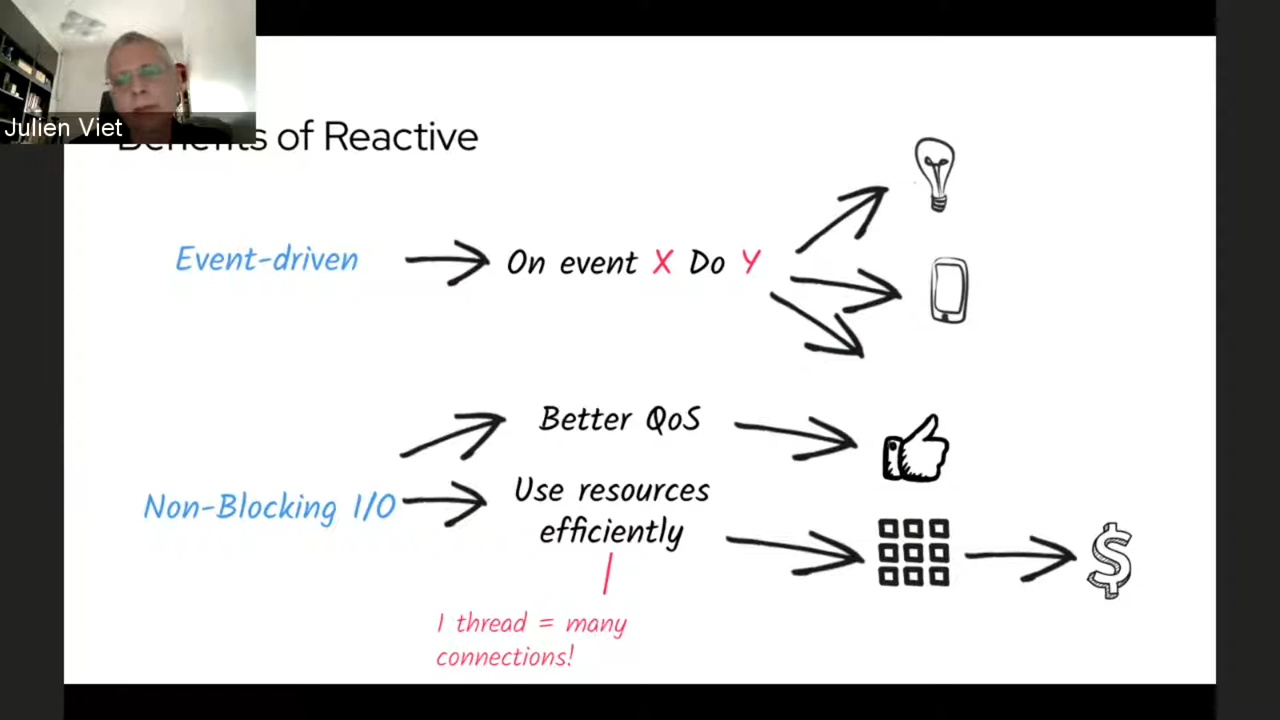 Julien Viet
Benefits of Reactive
Event-driven
On event X Do Y
Better QoS
Non-Blocking I/O
Use resources
efficiently
1 thread = many
connections!